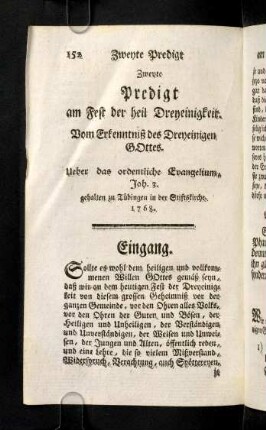 152 Zweyte Predigt
Zweyte
Predigt
am Fest der heil Dreyeinigkeit.
Vom Erkenntniß des Dreyeinigen
GOttes.
Ueber das ordentliche Evangelium,
Joh. 3.
gehalten zu Tübingen in der Stiftskirche.
1768.
Eingang.
Sollte es wohl dem heiligen und vollkom-
menen Willen GOttes gemäß seyn,
daß wir an dem heutigen Fest der Dreyeinig-
keit von diesem grossen Geheimniß vor der
ganzen Gemeinde, vor den Ohren alles Volks,
vor den Ohren der Guten und Bösen, der
Heiligen und Unheiligen, der Verständigen
und Unverständigen, der Weisen und Unwei-
sen, der Jungen und Alten, öffentlich reden,
und eine Lehre, die so vielem Mißverstand,
Widerspruch, Verachtung, auch Spöttereyen,